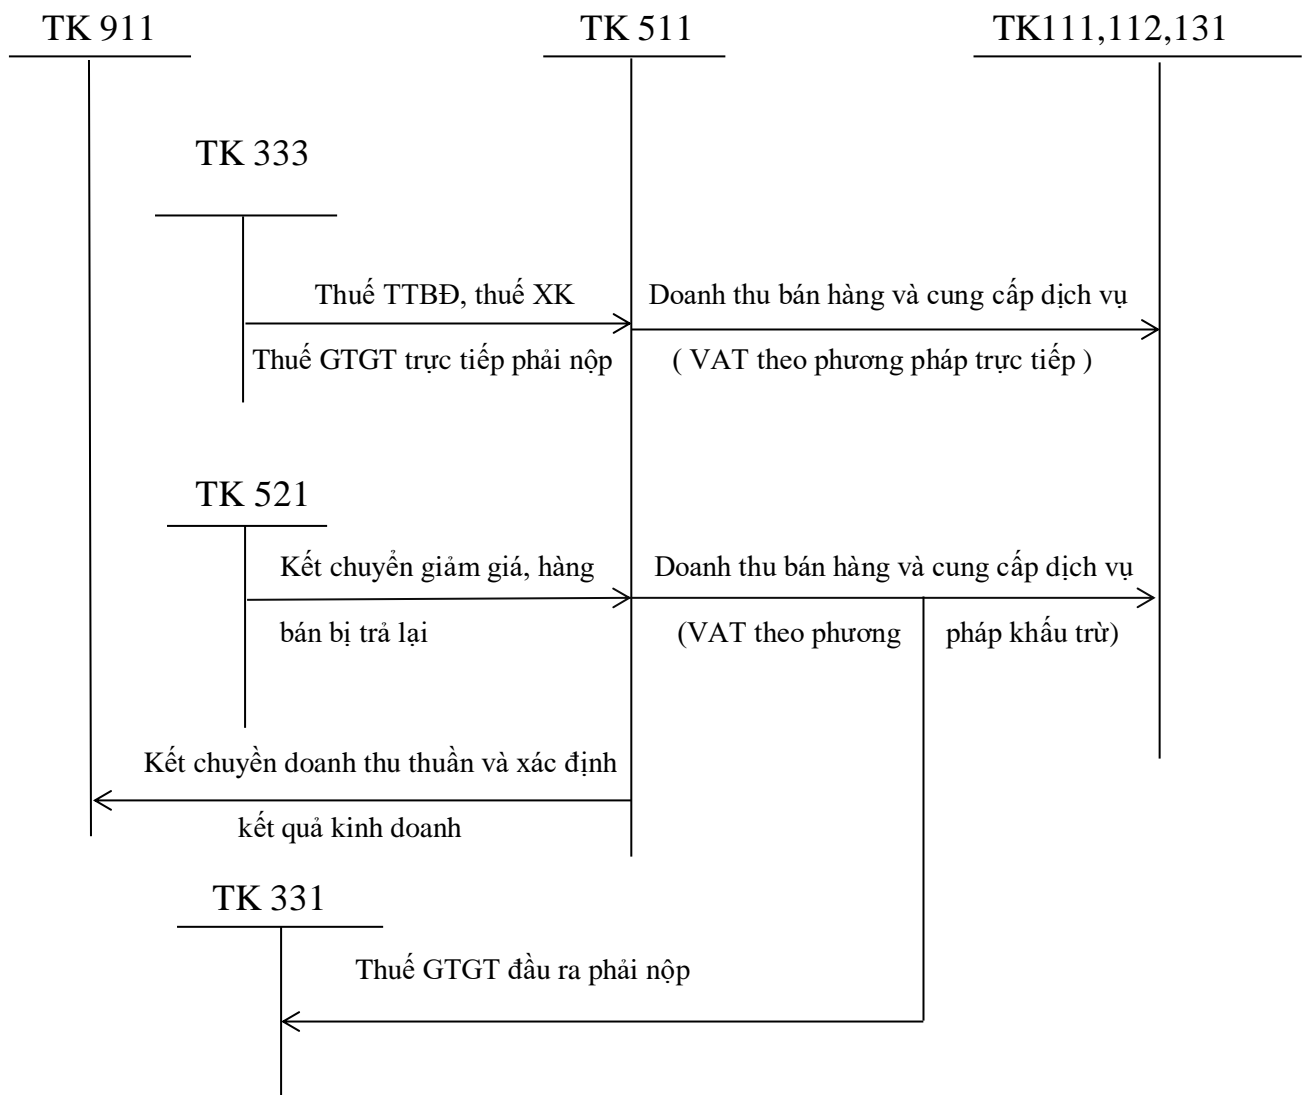 TK 911
TK 511
TK111,112,131
TK 333
Thuế TTBĐ, thuế XK
Doanh thu bán hàng và cung cấp dịch vụ
Thuế GTGT trực tiếp phải nộp
( VAT theo phương pháp trực tiếp )
TK 521
Kết chuyển giảm giá, hàng
Doanh thu bán hàng và cung cấp dịch vụ
bán bị trả lại
(VAT theo phương pháp khấu trừ)
Kết chuyền doanh thu thuần và xác định
kết quả kinh doanh
TK 331
Thuế GTGT đầu ra phải nộp